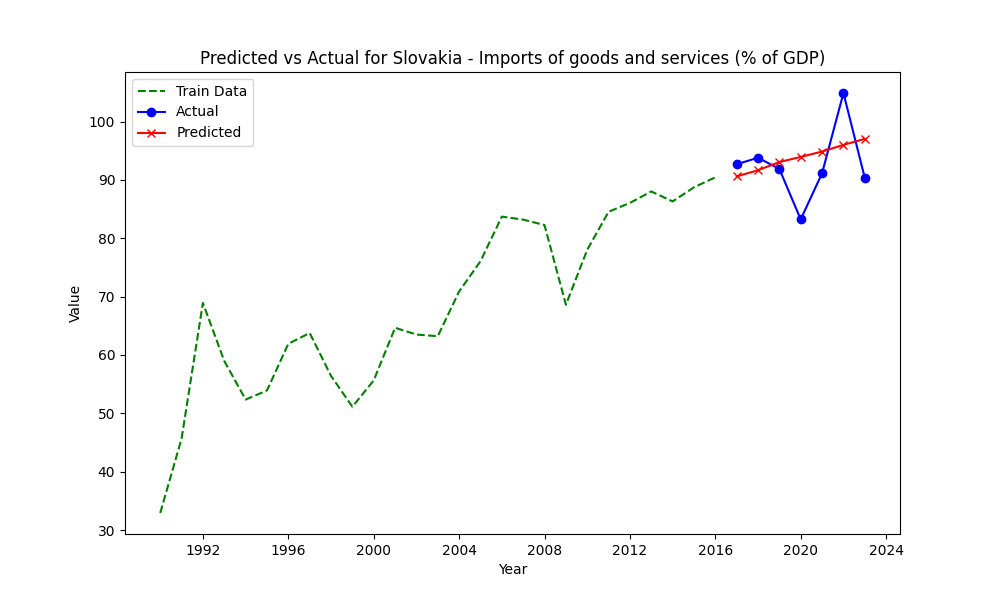 Predicted vs Actual for Slovakia - Imports of goods and services (% of GDP)
Train Data
Actual
Predicted
100
90
80
70
60
50
40
30
Value
1992 1996 2000 2004 2008 2012 2016 2020 2024
Year